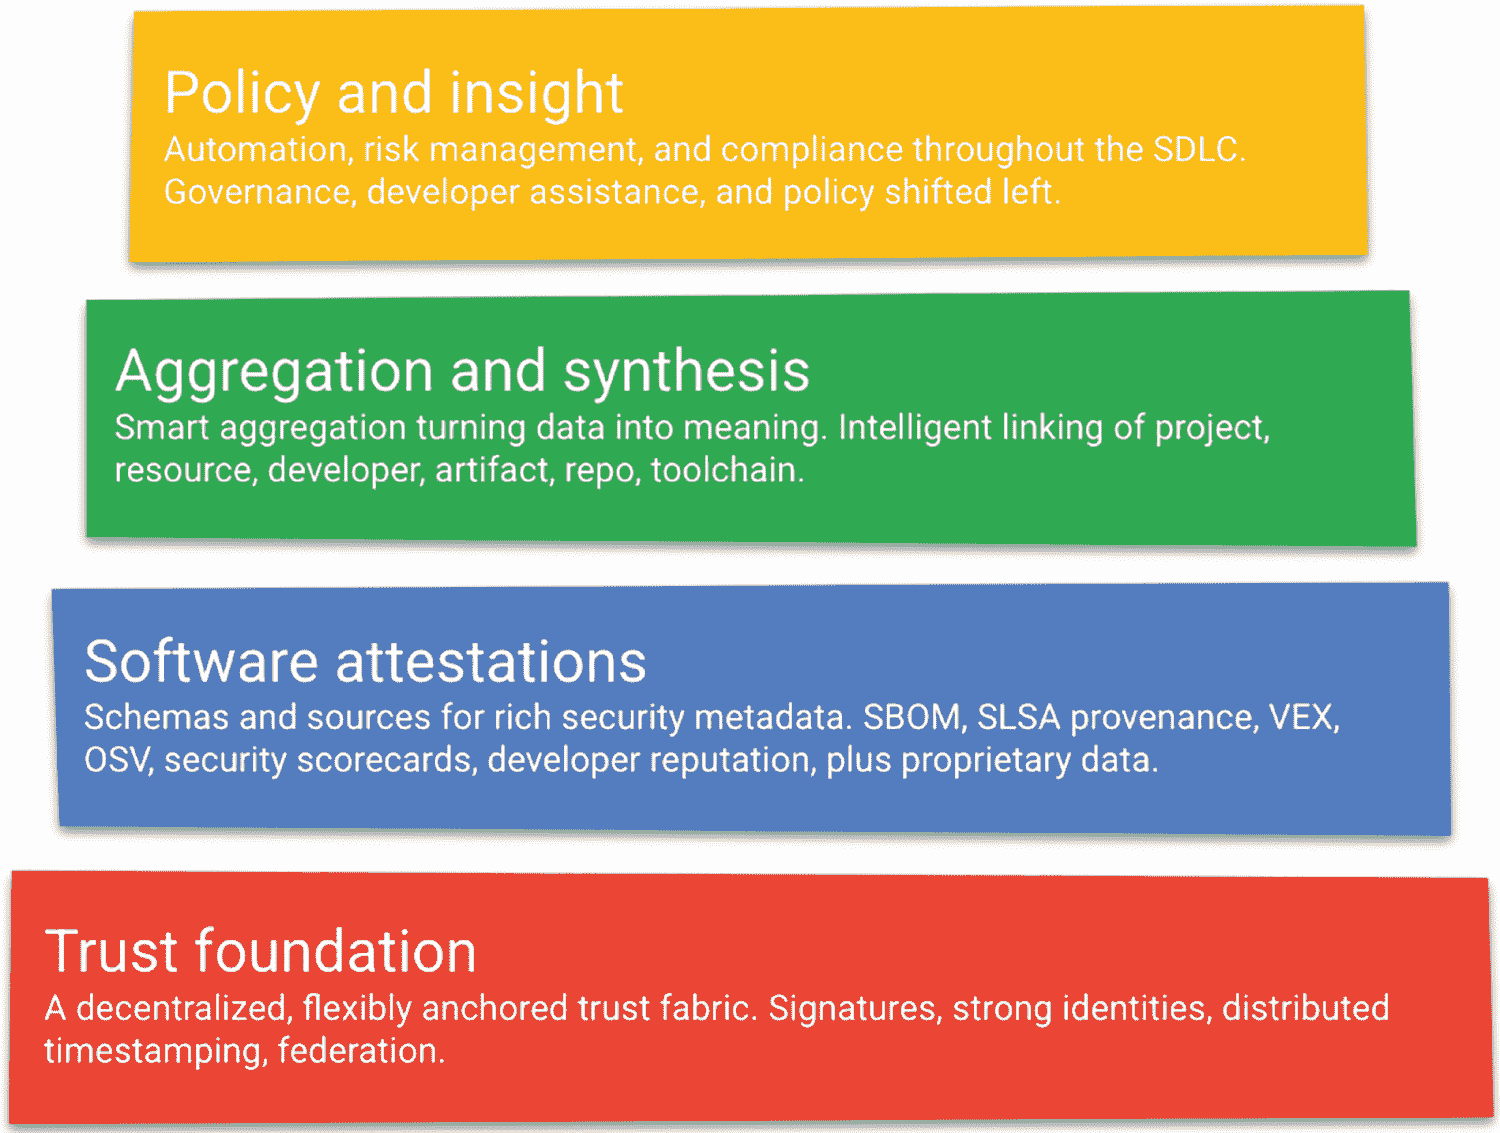 Policy and insight
Automation, risk management, and compliance throughout the SDLC.
Governance, developer assistance, and policy shifted left.
Aggregation and synthesis
Smart aggregation turning data into meaning. Intelligent linking of project,
resource, developer, artifact, repo, toolchain.
Software attestations
Schemas and sources for rich security metadata. SBOM, SLSA provenance, VEX,
OSV, security scorecards, developer reputation, plus proprietary data.
Trust foundation
A decentralized, flexibly anchored trust fabric. Signatures, strong identities, distributed
timestamping, federation.